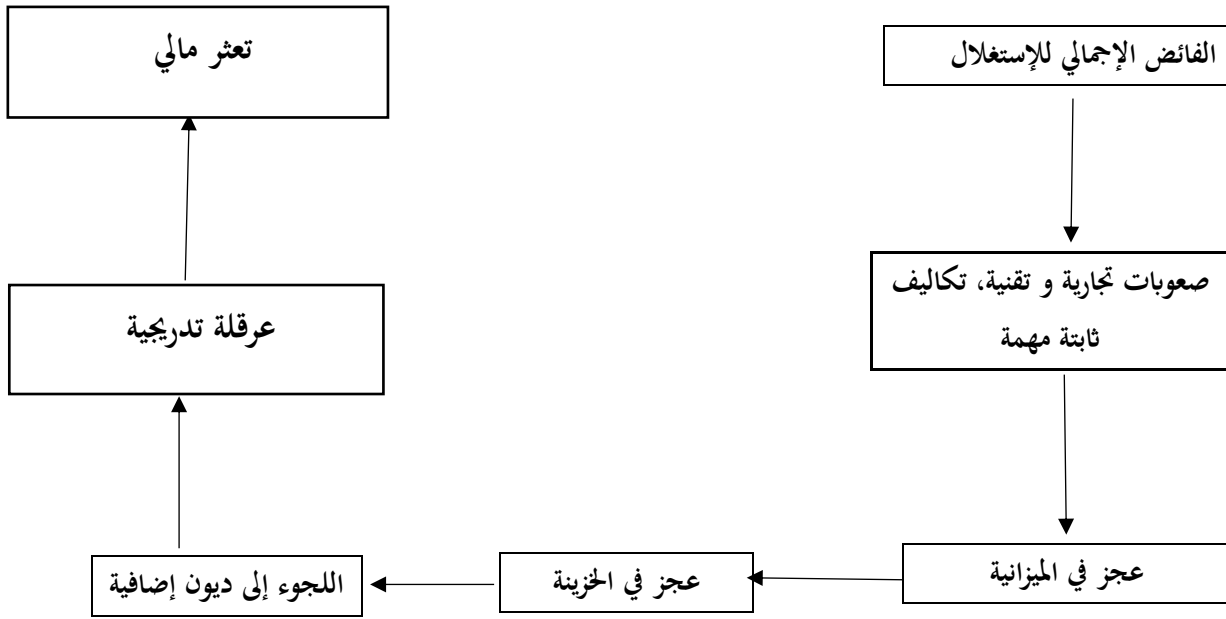 الفائض الإجمالي للإستغلال
تعثر مالي
صعوبات تجارية و تقنية، تكاليف
ثابتة مهمة
عرقلة تدريجية
عجز في الميزانية
عجز في الخزينة
اللجوء إلى ديون إضافية